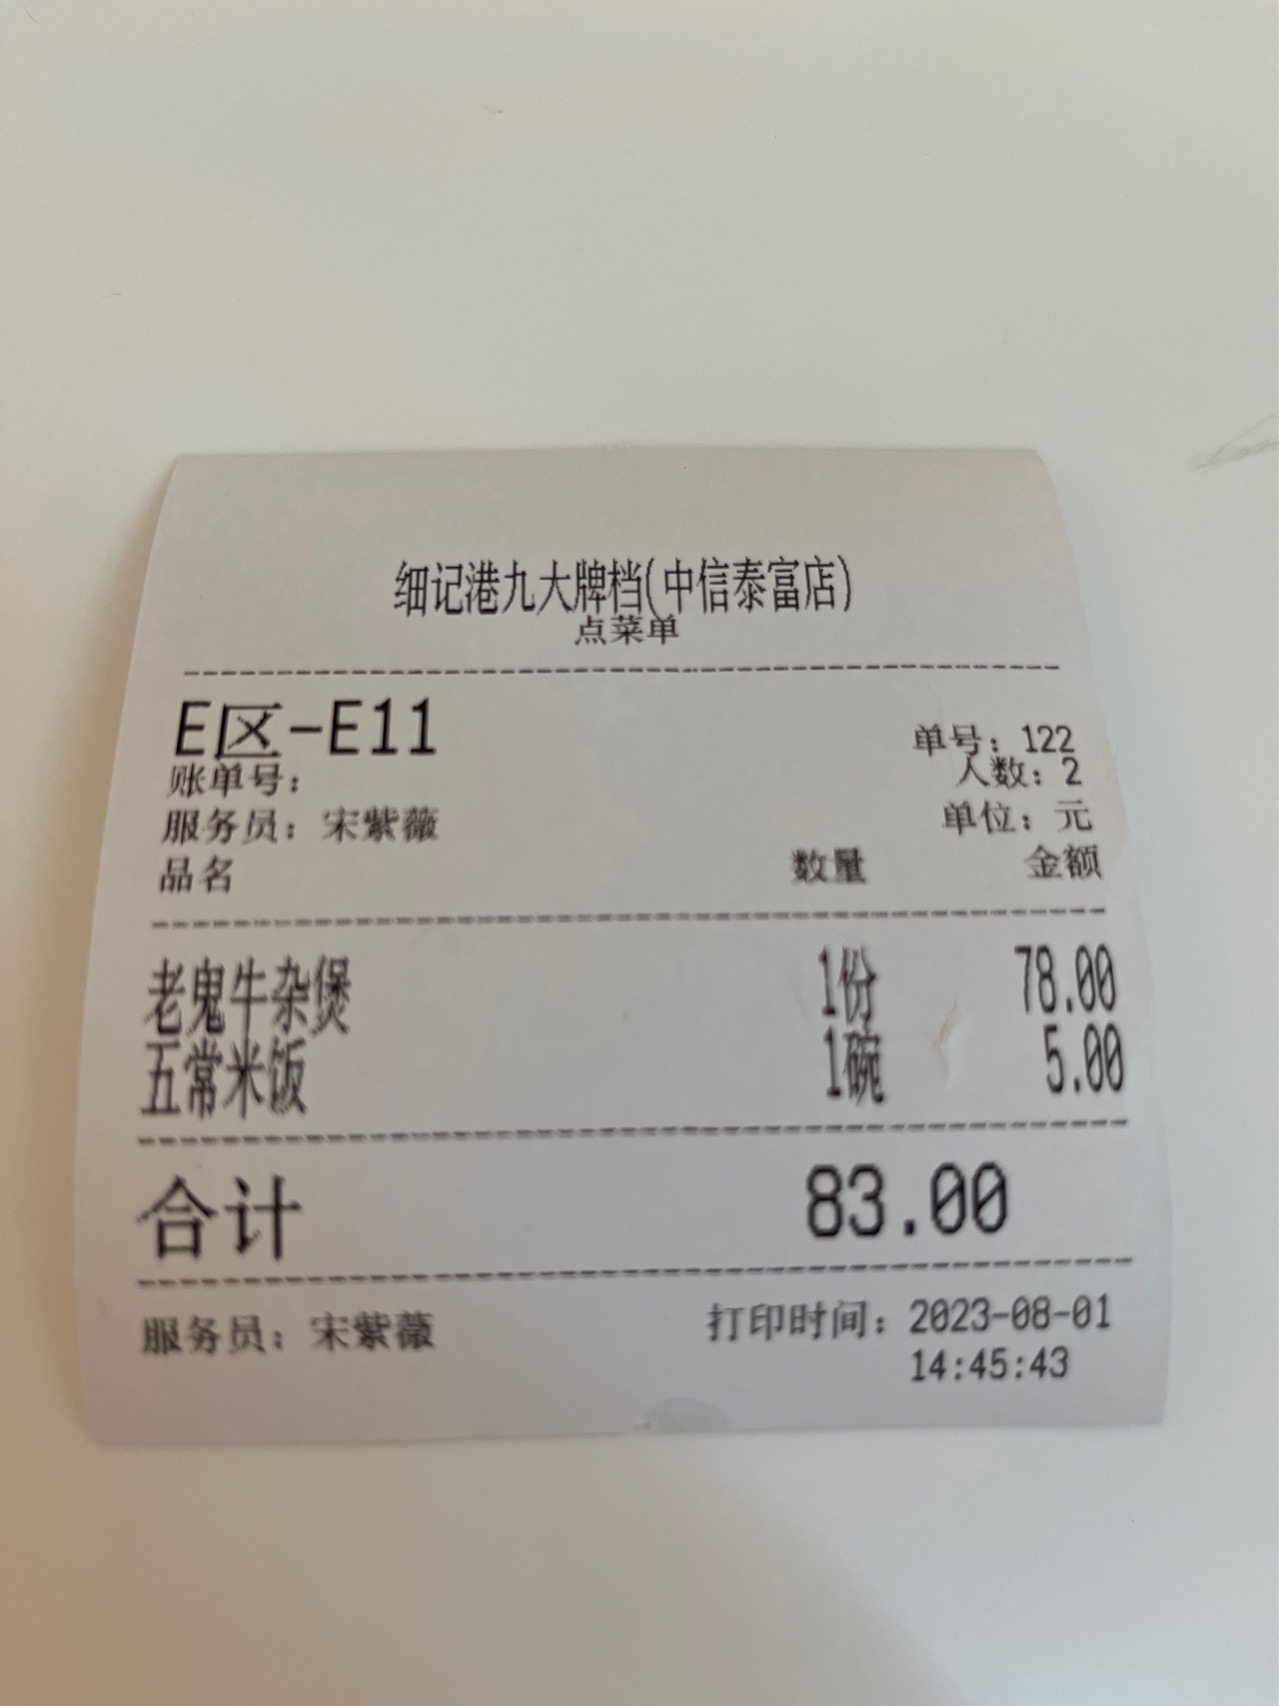 细记港九大牌档(中信泰富店)
点菜单
E区-E11
单号：122
账单号：
人数：2
服务员：宋紫薇
单位：元
品名 数量 金额
老鬼牛杂煲 1份 78.00
五常米饭 1碗 5.00
合计 83.00
服务员：宋紫薇 打印时间：2023-08-01
14:45:43